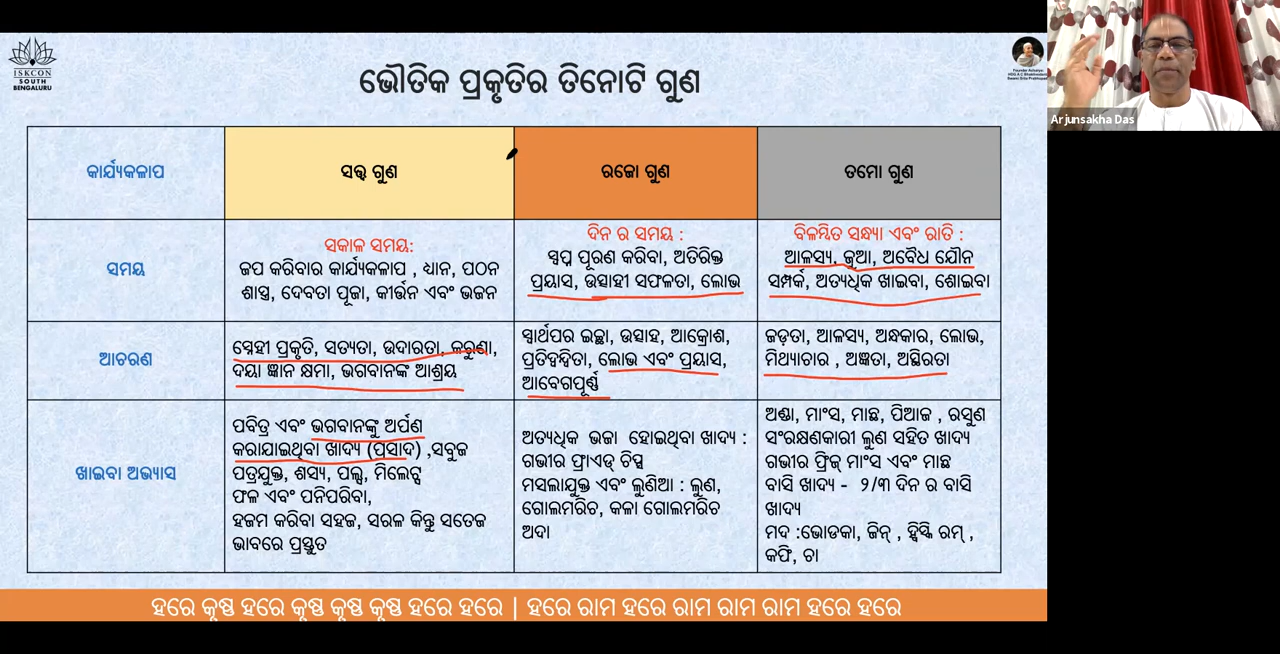 ISKCON
SOUTH
BENGALURU
ଭୌତିକ ପ୍ରକୃତିର ତିନୋଟି ଗୁଣ
Arjunsakha Das
କାର୍ଯ୍ୟକଳାପ
ସତ୍ତ୍ୱ ଗୁଣ
ରଜୋ ଗୁଣ
ତମୋ ଗୁଣ
ସମୟ
ସକାଳ ସମୟ:
ଜପ କରିବାର କାର୍ଯ୍ୟକଳାପ , ଧ୍ୟାନ, ପଠନ
ଶାସ୍ତ୍ର, ଦେବତା ପୂଜା, କୀର୍ତ୍ତନ ଏବଂ ଭଜନ
ଦିନ ର ସମୟ :
ସ୍ୱପ୍ନ ପୂରଣ କରିବା, ଅତିରିକ୍ତ
ପ୍ରୟାସ, ଉତ୍ସାହୀ ସଫଳତା, ଲୋଭ
ବିଳମ୍ବିତ ସନ୍ଧ୍ୟା ଏବଂ ରାତି :
ଆଳସ୍ୟ, ଜୁଆ, ଅବୈଧ ଯୌନ
ସମ୍ପର୍କ, ଅତ୍ୟଧିକ ଖାଇବା, ଶୋଇବା
ଆଚରଣ
ସ୍ନେହୀ ପ୍ରକୃତି, ସତ୍ୟତା, ଉଦାରତା, କରୁଣା,
ଦୟା ଜ୍ଞାନ କ୍ଷମା, ଭଗବାନଙ୍କ ଆଶ୍ରୟ
ସ୍ୱାର୍ଥପର ଇଚ୍ଛା, ଉତ୍ସାହ, ଆକ୍ରୋଶ,
ପ୍ରତିଦ୍ୱନ୍ଦ୍ୱିତା, ଲୋଭ ଏବଂ ପ୍ରୟାସ,
ଆବେଗପୂର୍ଣ୍ଣ
ଜଡ଼ତା, ଆଳସ୍ୟ, ଅନ୍ଧକାର, ଲୋଭ,
ମିଥ୍ୟାଚାର , ଅଜ୍ଞତା, ଅସ୍ଥିରତା
ଖାଇବା ଅଭ୍ୟାସ
ପବିତ୍ର ଏବଂ ଭଗବାନଙ୍କୁ ଅର୍ପଣ
କରାଯାଇଥିବା ଖାଦ୍ୟ (ପ୍ରସାଦ) ,ସବୁଜ
ପତ୍ରଯୁକ୍ତ, ଶସ୍ୟ, ପଲ୍ସ, ମିଲେଟ୍ସ
ଫଳ ଏବଂ ପନିପରିବା,
ହଜମ କରିବା ସହଜ, ସରଳ କିନ୍ତୁ ସତେଜ
ଭାବରେ ପ୍ରସ୍ତୁତ
ଅତ୍ୟଧିକ ଭଜା ହୋଇଥିବା ଖାଦ୍ୟ :
ଗଭୀର ଫ୍ରାଏଡ୍ ଚିପ୍ସ
ମସଲାଯୁକ୍ତ ଏବଂ ଲୁଣିଆ : ଲୁଣ,
ଗୋଲମରିଚ, କଳା ଗୋଲମରିଚ
ଅଦା
ଅଣ୍ଡା, ମାଂସ, ମାଛ, ପିଆଜ , ରସୁଣ
ସଂରକ୍ଷଣକାରୀ ଲୁଣ ସହିତ ଖାଦ୍ୟ
ଗଭୀର ଫ୍ରିଜ୍ ମାଂସ ଏବଂ ମାଛ
ବାସି ଖାଦ୍ୟ - ୨/୩ ଦିନ ର ବାସି
ଖାଦ୍ୟ
ମଦ :ଭୋଡକା, ଜିନ୍ , ହ୍ୱିସ୍କି ରମ୍ ,
କଫି, ଚା
ହରେ କୃଷ୍ଣ ହରେ କୃଷ୍ଣ କୃଷ୍ଣ କୃଷ୍ଣ ହରେ ହରେ | ହରେ ରାମ ହରେ ରାମ ରାମ ରାମ ହରେ ହରେ